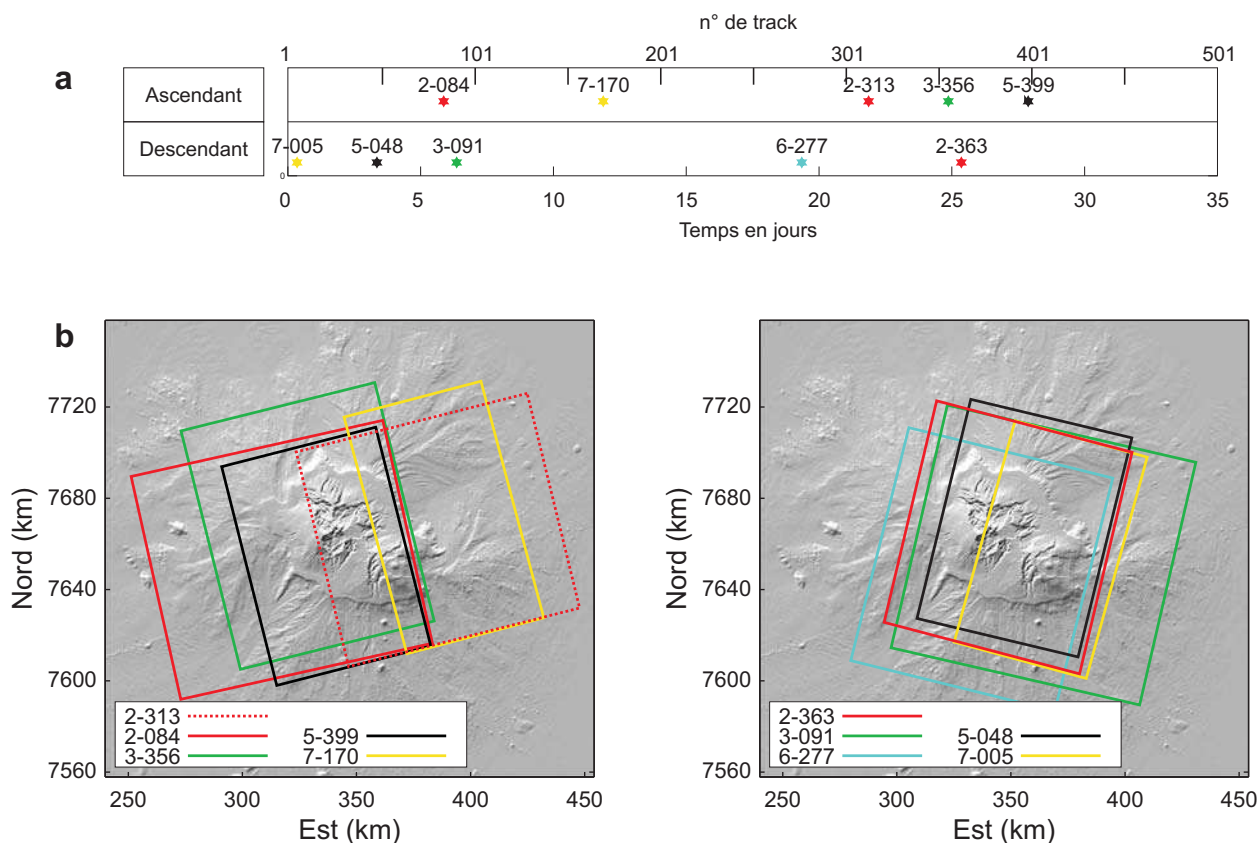 n° de track
1 101 201 301 401 501
a
Ascendant 2-084 7-170 2-313 3-356 5-399
Descendant 7-005 5-048 3-091 6-277 2-363
0
0 5 10 15 20 25 30 35
Temps en jours
b
7720 7720
7680 7680
7640 7640
7600 7600
7560 7560
Nord (km) Nord (km)
2-313 2-363
2-084 5-399 3-091 5-048
3-356 7-170 6-277 7-005
250 300 350 400 450 250 300 350 400 450
Est (km) Est (km)